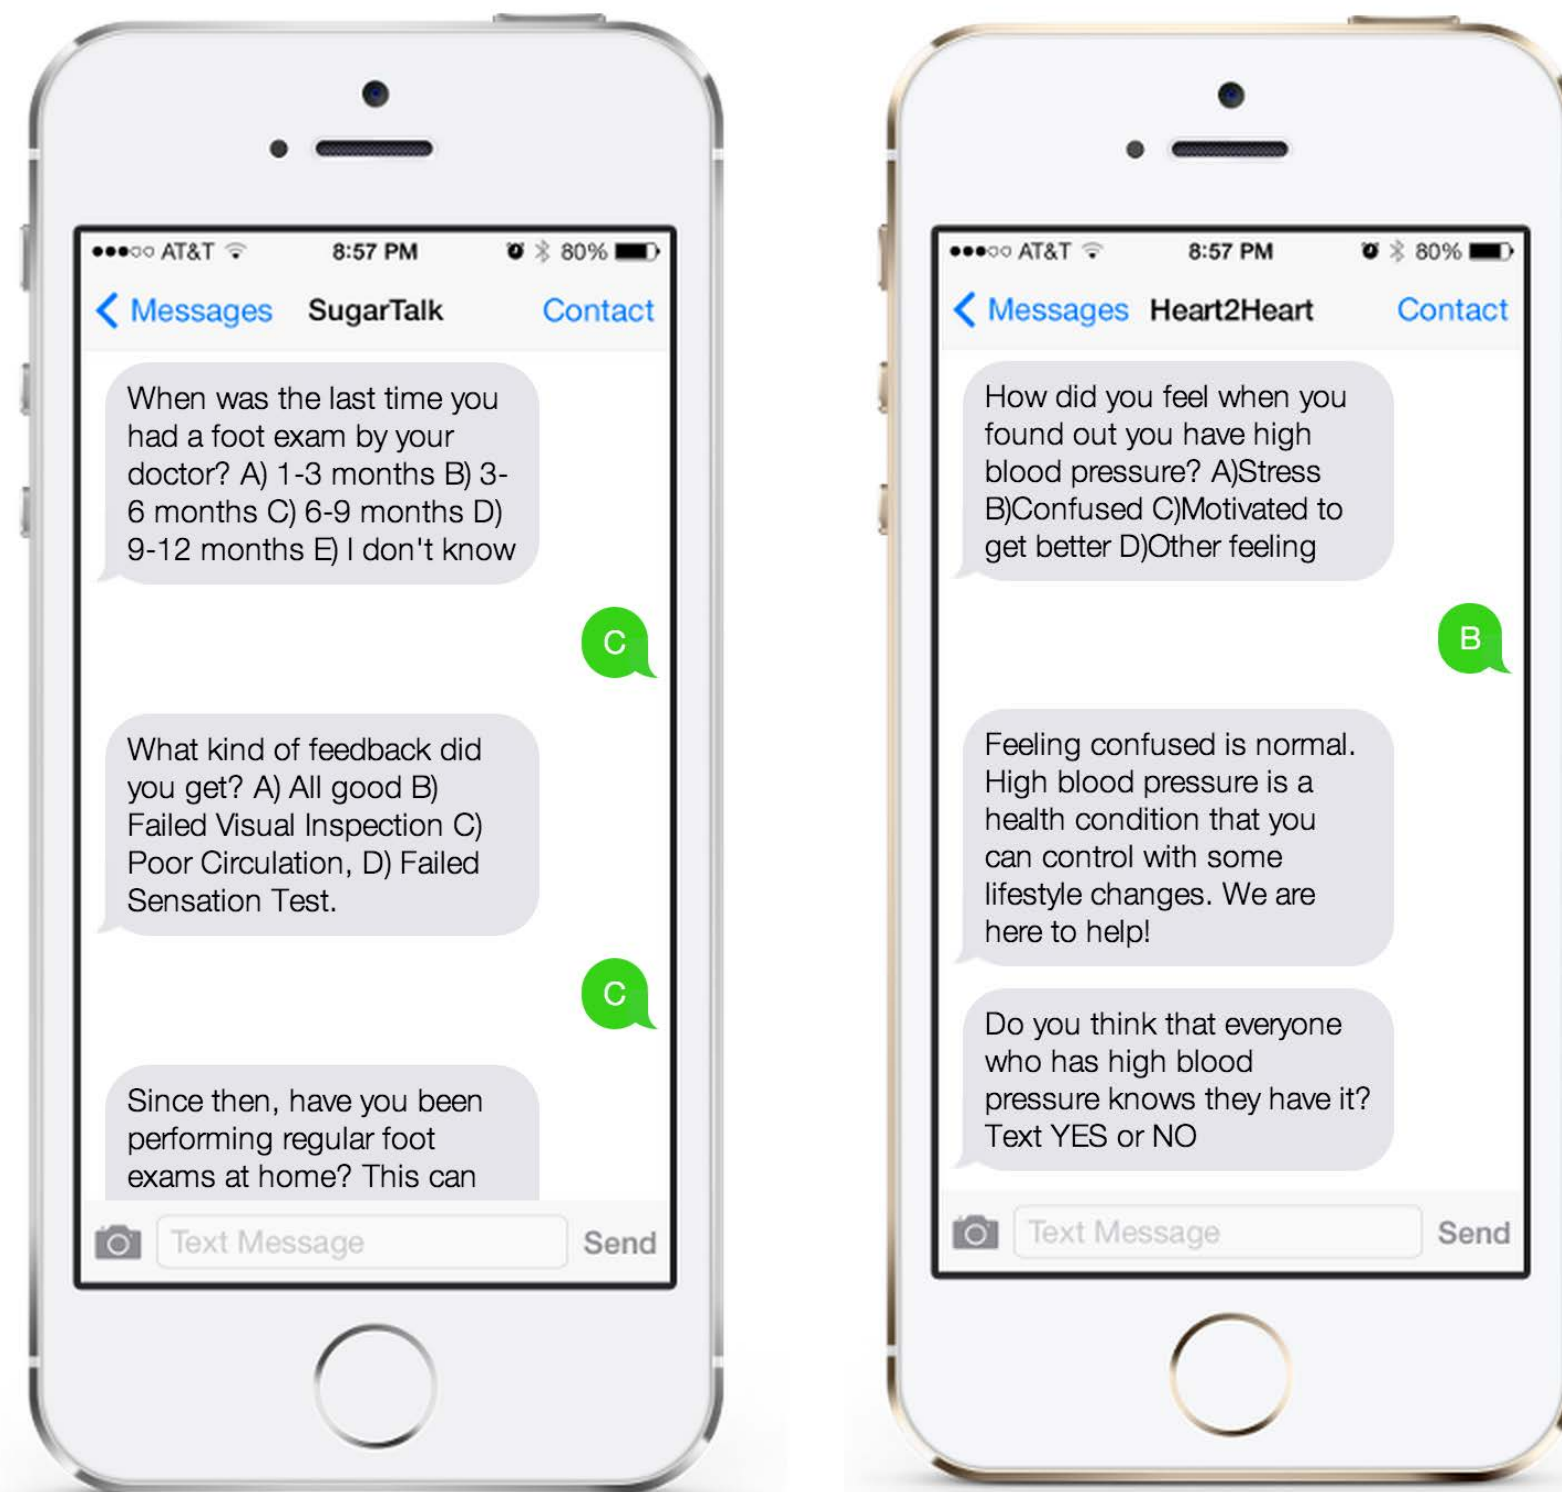 AT&T 8:57 PM 80%
Messages SugarTalk Contact
When was the last time you
had a foot exam by your
doctor? A) 1-3 months B) 3-
6 months C) 6-9 months D)
9-12 months E) I don't know
C
What kind of feedback did
you get? A) All good B)
Failed Visual Inspection C)
Poor Circulation, D) Failed
Sensation Test.
C
Since then, have you been
performing regular foot
exams at home? This can
Text Message Send
AT&T 8:57 PM 80%
Messages Heart2Heart Contact
How did you feel when you
found out you have high
blood pressure? A)Stress
B)Confused C)Motivated to
get better D)Other feeling
B
Feeling confused is normal.
High blood pressure is a
health condition that you
can control with some
lifestyle changes. We are
here to help!
Do you think that everyone
who has high blood
pressure knows they have it?
Text YES or NO
Text Message Send